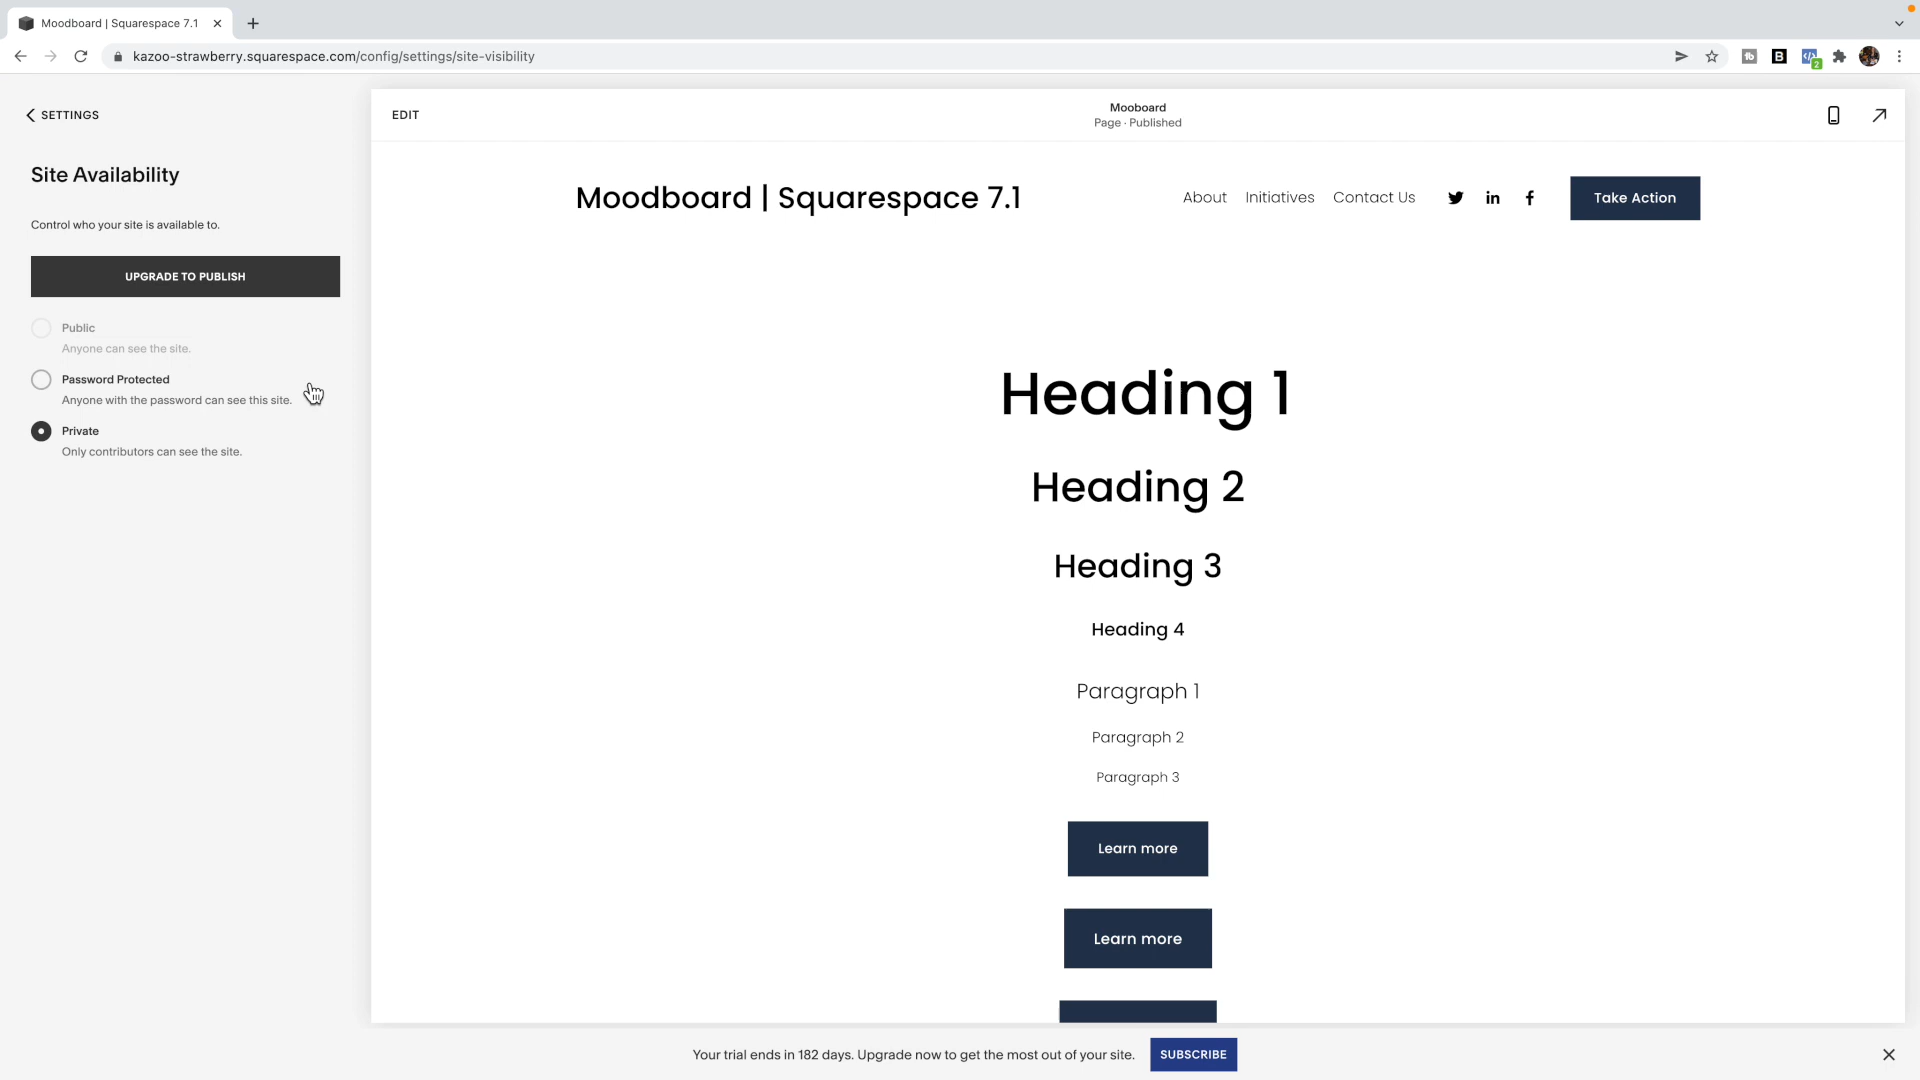 Moodboard | Squarespace 7.1
kazoo-strawberry.squarespace.com/config/settings/site-visibility
tb
B
2
SETTINGS
Site Availability
Control who your site is available to.
UPGRADE TO PUBLISH
Public
Anyone can see the site.
Password Protected
Anyone with the password can see this site.
Private
Only contributors can see the site.
EDIT
Mooboard
Page · Published
Moodboard | Squarespace 7.1
About Initiatives Contact Us
Take Action
Heading 1
Heading 2
Heading 3
Heading 4
Paragraph 1
Paragraph 2
Paragraph 3
Learn more
Learn more
Your trial ends in 182 days. Upgrade now to get the most out of your site.
SUBSCRIBE